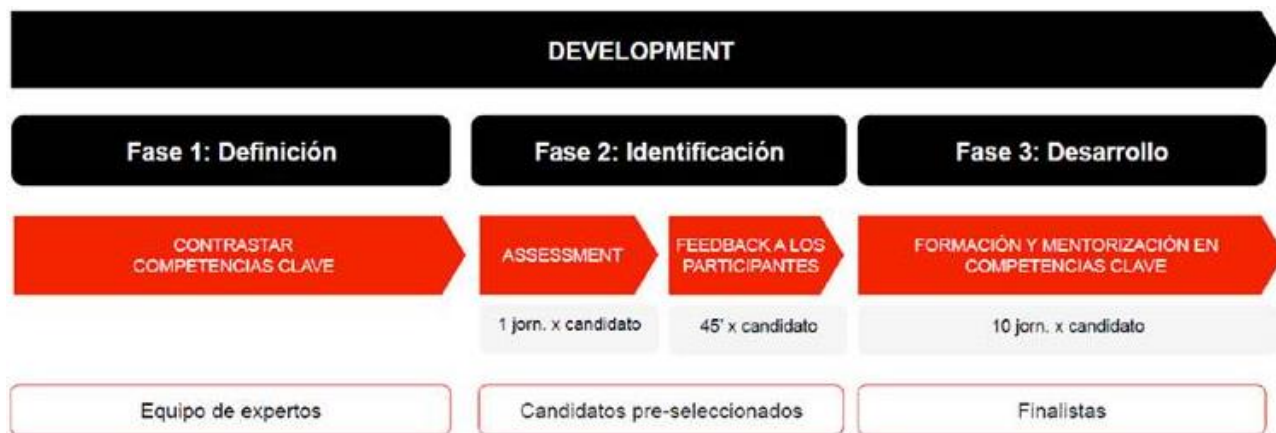 DEVELOPMENT
Fase 1: Definición
Fase 2: Identificación
Fase 3: Desarrollo
CONTRASTAR
COMPETENCIAS CLAVE
ASSESSMENT
FEEDBACK A LOS
PARTICIPANTES
FORMACIÓN Y MENTORIZACIÓN EN
COMPETENCIAS CLAVE
1 jorn. x candidato
45' x candidato
10 jorn. x candidato
Equipo de expertos
Candidatos pre-seleccionados
Finalistas